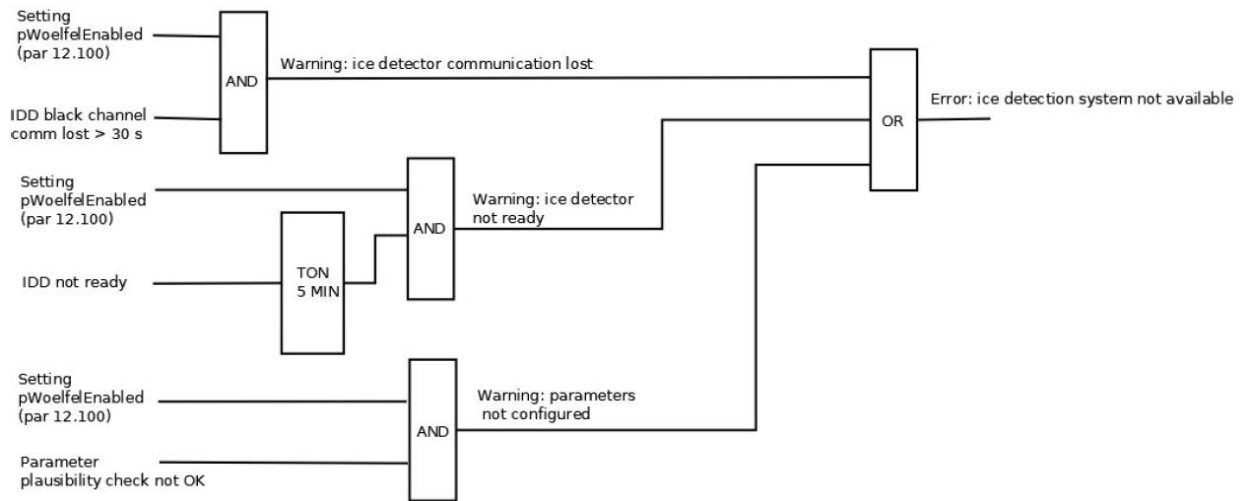 Setting
pWoelfelEnabled
(par 12.100)
AND
Warning: ice detector communication lost
IDD black channel
comm lost > 30 s
OR
Error: ice detection system not available
Setting
pWoelfelEnabled
(par 12.100)
AND
Warning: ice detector
not ready
IDD not ready
TON
5 MIN
Setting
pWoelfelEnabled
(par 12.100)
AND
Warning: parameters
not configured
Parameter
plausibility check not OK